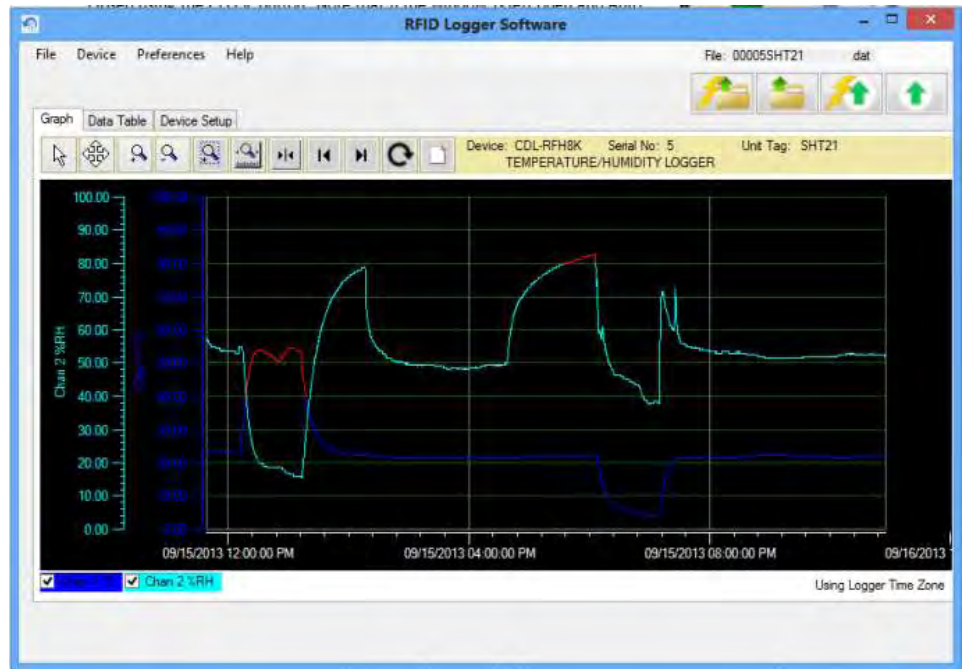 RFID Logger Software
File Device Preferences Help
File: 00005SHT21 dat
Graph Data Table Device Setup
Device: CDL-RFH8K Serial No: 5 Unit Tag: SHT21
TEMPERATURE/HUMIDITY LOGGER
100.00
90.00
80.00
70.00
60.00
50.00
40.00
30.00
20.00
10.00
0.00
Chan 2 %RH
09/15/2013 12:00:00 PM 09/15/2013 04:00:00 PM 09/15/2013 08:00:00 PM 09/16/2013 1
Chan 2 %RH
Using Logger Time Zone